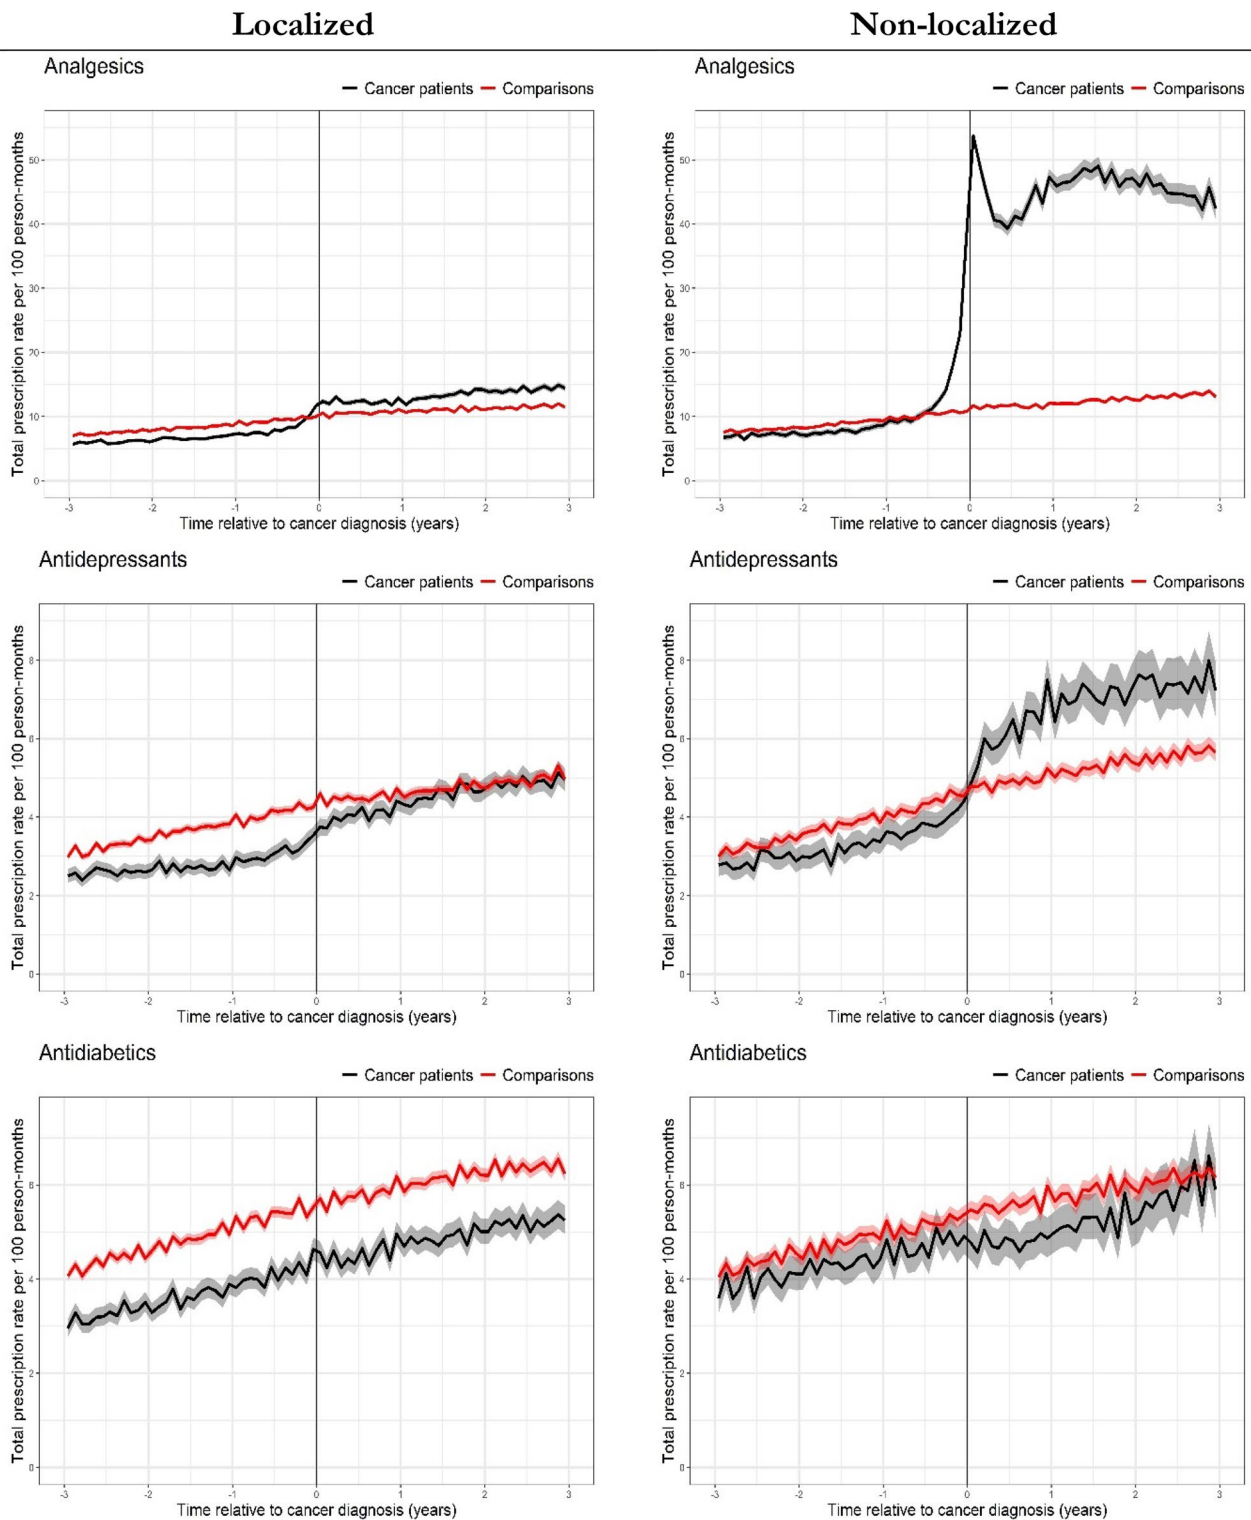 Localized
Non-localized
Analgesics
Cancer patients Comparisons
Total prescription rate per 100 person-months
50
40
30
20
10
0
-3 -2 -1 0 1 2 3
Time relative to cancer diagnosis (years)
Analgesics
Cancer patients Comparisons
Total prescription rate per 100 person-months
50
40
30
20
10
0
-3 -2 -1 0 1 2 3
Time relative to cancer diagnosis (years)
Antidepressants
Cancer patients Comparisons
Total prescription rate per 100 person-months
8
6
4
2
0
-3 -2 -1 0 1 2 3
Time relative to cancer diagnosis (years)
Antidepressants
Cancer patients Comparisons
Total prescription rate per 100 person-months
8
6
4
2
0
-3 -2 -1 0 1 2 3
Time relative to cancer diagnosis (years)
Antidiabetics
Cancer patients Comparisons
Total prescription rate per 100 person-months
6
4
2
0
-3 -2 -1 0 1 2 3
Time relative to cancer diagnosis (years)
Antidiabetics
Cancer patients Comparisons
Total prescription rate per 100 person-months
6
4
2
0
-3 -2 -1 0 1 2 3
Time relative to cancer diagnosis (years)